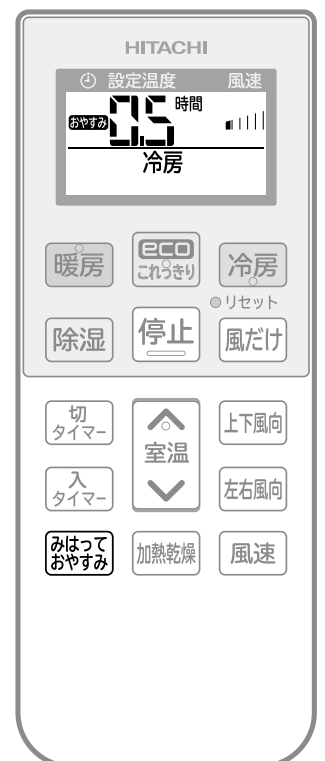 HITACHI
設定温度 風速
おやすみ 0.5 時間
冷房
暖房 eco これっきり 冷房
リセット
除湿 停止 風だけ
切
タイマー
室温
上下風向
入
タイマー
左右風向
みはって
おやすみ
加熱乾燥 風速